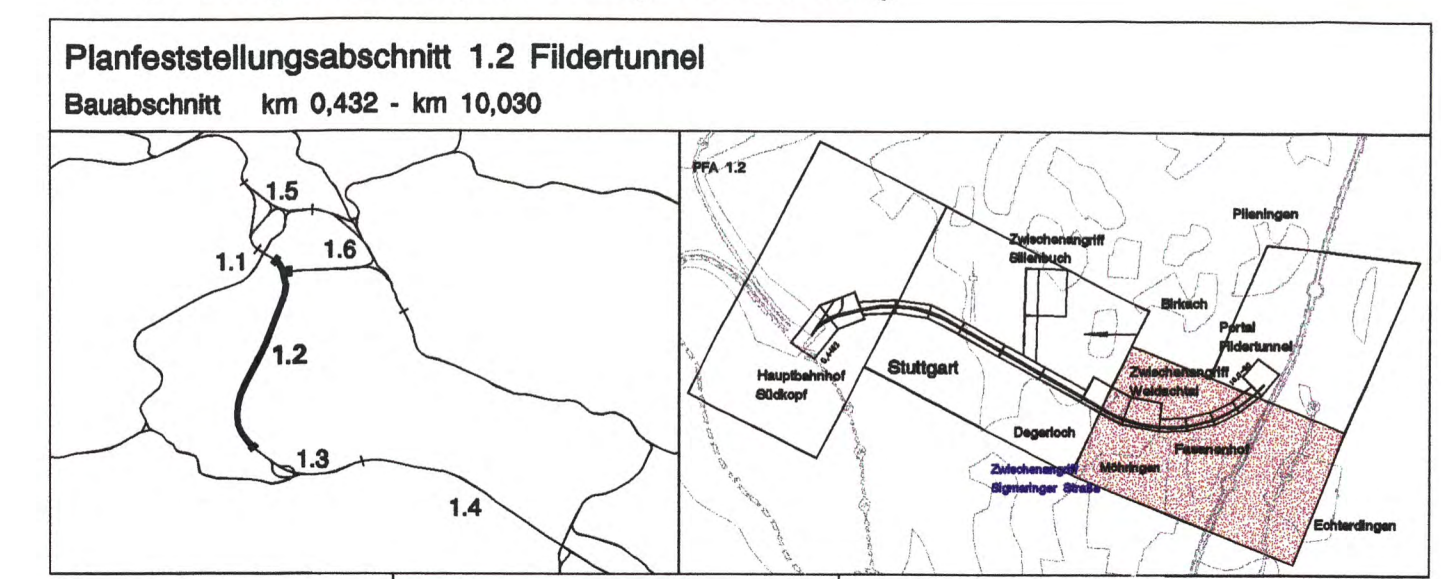 Planfeststellungsabschnitt 1.2 Fildertunnel
Bauabschnitt km 0,432 - km 10,030
1.5
1.6
1.1
1.2
1.3
1.4
PFA 1.2
Plieningen
Zwischenangriff
Sillenbuch
Birkach
Portal
Fildertunnel
Stuttgart
Zwischenangriff
Weidachtal
Hauptbahnhof
Südkopf
Degerloch
Fasanenhof
Zwischenangriff
Sigmaringer Straße
Möhringen
Echterdingen